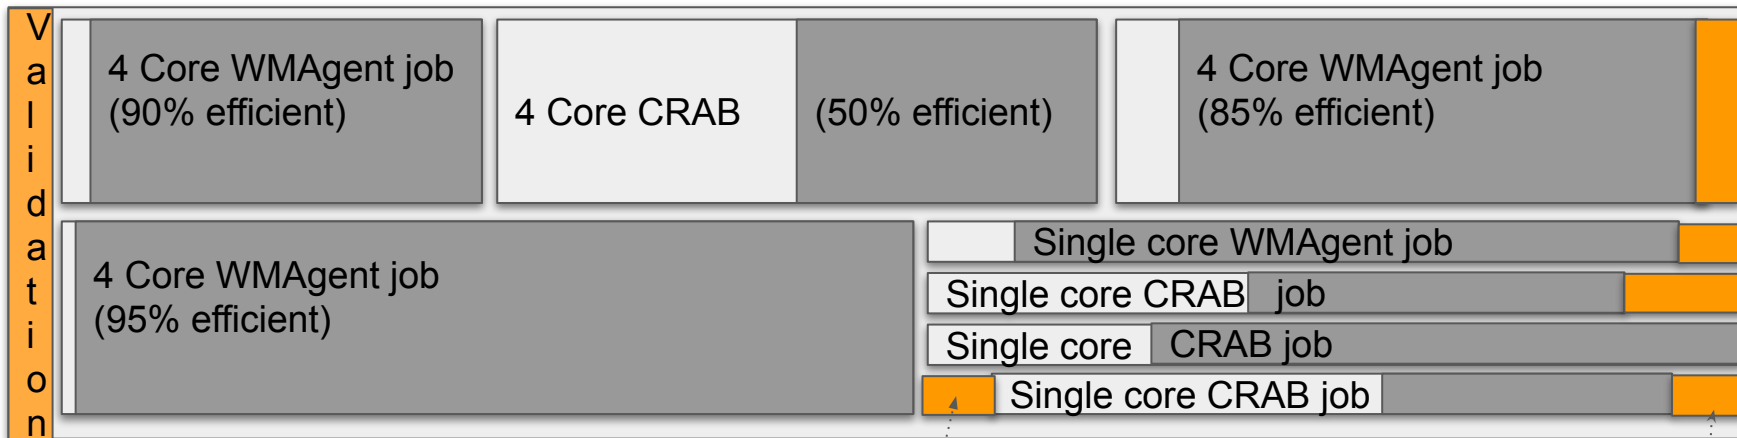 Validation
4 Core WMAgent job
(90% efficient)
4 Core CRAB (50% efficient)
4 Core WMAgent job
(85% efficient)
4 Core WMAgent job
(95% efficient)
Single core WMAgent job
Single core CRAB job
Single core CRAB job
Single core CRAB job